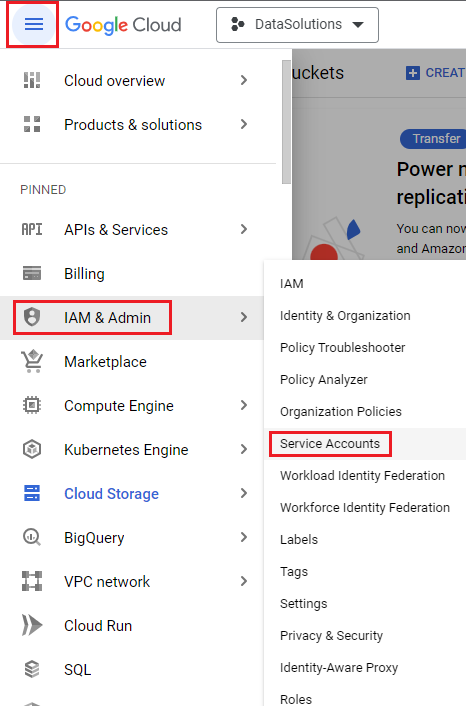 Google Cloud
DataSolutions
Cloud overview
Products & solutions
PINNED
API APIs & Services
Billing
IAM & Admin
Marketplace
Compute Engine
Kubernetes Engine
Cloud Storage
BigQuery
VPC network
Cloud Run
SQL
uckets
CREAT
Transfer
Power m
replicati
You can now
and Amazon
IAM
Identity & Organization
Policy Troubleshooter
Policy Analyzer
Organization Policies
Service Accounts
Workload Identity Federation
Workforce Identity Federation
Labels
Tags
Settings
Privacy & Security
Identity-Aware Proxy
Roles